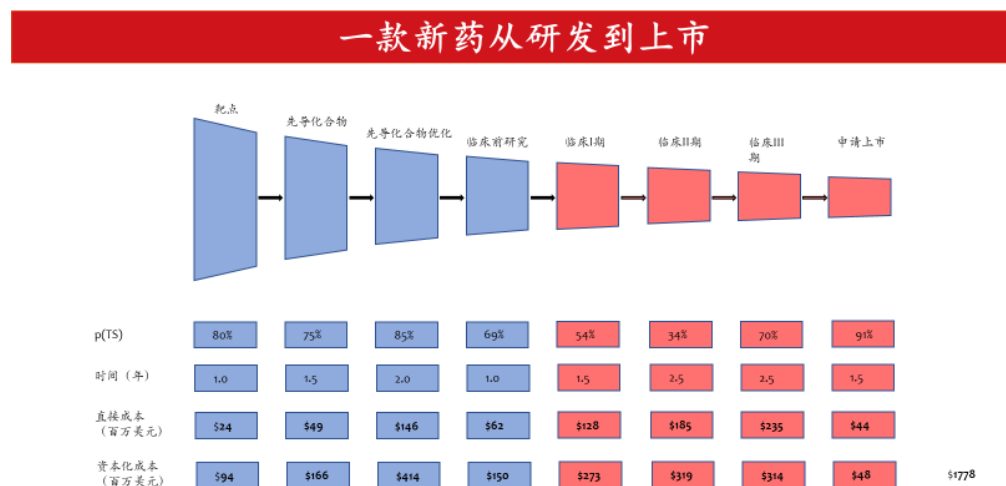 一款新药从研发到上市
靶点
先导化合物
先导化合物优化
临床前研究
临床I期
临床II期
临床III
期
申请上市
p(TS) 80% 75% 85% 69% 54% 34% 70% 91%
时间（年） 1.0 1.5 2.0 1.0 1.5 2.5 2.5 1.5
直接成本
（百万美元） $24 $49 $146 $62 $128 $185 $235 $44
资本化成本
（百万美元） $94 $166 $414 $150 $273 $319 $314 $48 $1778